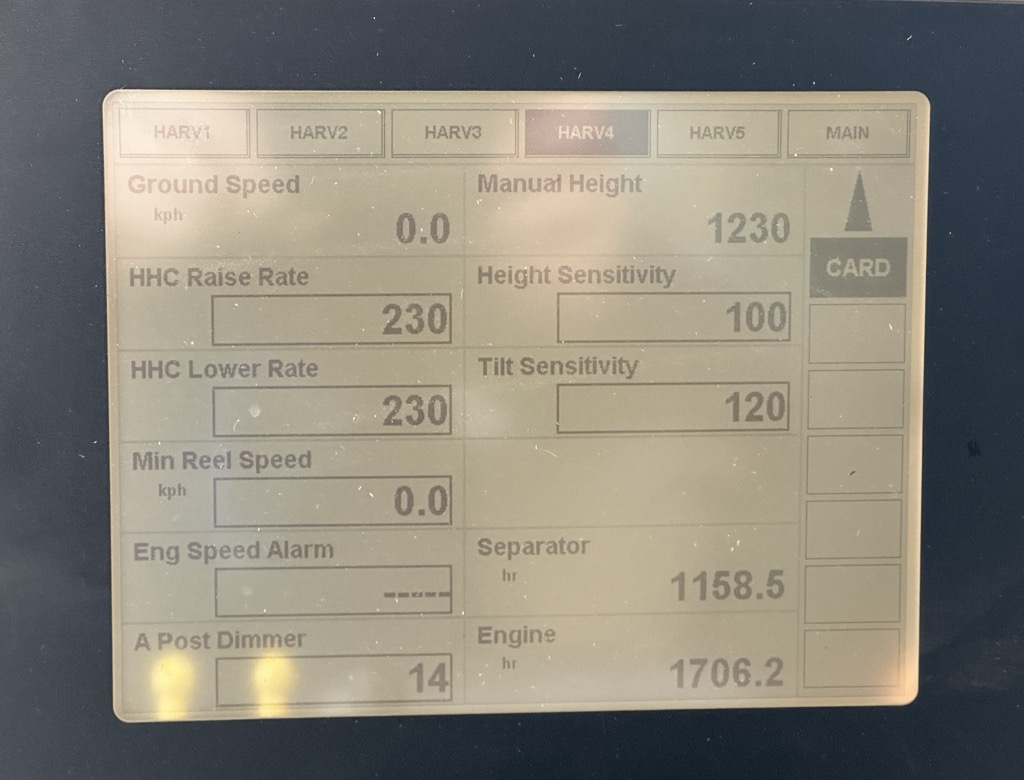 HARV1 HARV2 HARV3 HARV4 HARV5 MAIN
Ground Speed
kph
0.0
Manual Height
1230
CARD
HHC Raise Rate
230
Height Sensitivity
100
HHC Lower Rate
230
Tilt Sensitivity
120
Min Reel Speed
kph
0.0
Eng Speed Alarm
-----
Separator
hr
1158.5
A Post Dimmer
14
Engine
hr
1706.2